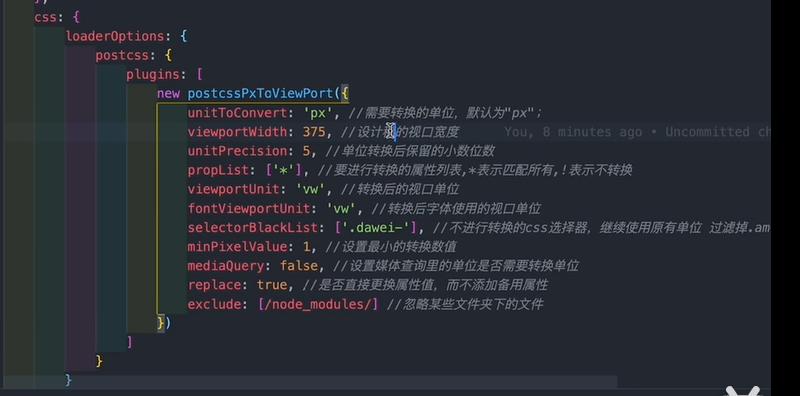 },
css: {
loaderOptions: {
postcss: {
plugins: [
new postcssPxToViewPort({
unitToConvert: 'px', //需要转换的单位，默认为"px"；
viewportWidth: 375, //设计稿的视口宽度 You, 8 minutes ago • Uncommitted ch
unitPrecision: 5, //单位转换后保留的小数位数
propList: ['*'], //要进行转换的属性列表,*表示匹配所有,!表示不转换
viewportUnit: 'vw', //转换后的视口单位
fontViewportUnit: 'vw', //转换后字体使用的视口单位
selectorBlackList: ['.dawei-'], //不进行转换的css选择器，继续使用原有单位 过滤掉.am
minPixelValue: 1, //设置最小的转换数值
mediaQuery: false, //设置媒体查询里的单位是否需要转换单位
replace: true, //是否直接更换属性值，而不添加备用属性
exclude: [/node_modules/] //忽略某些文件夹下的文件
})
]
}
}